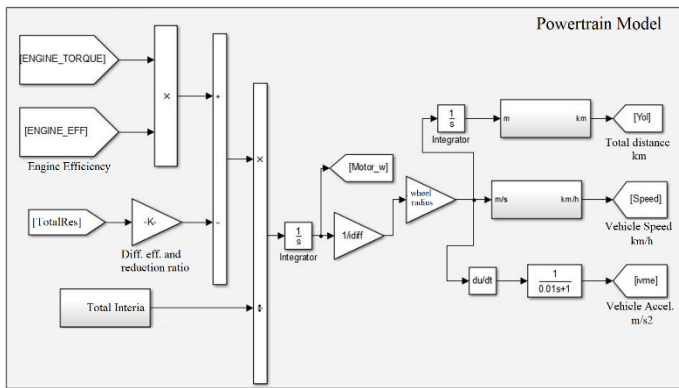 Powertrain Model
[ENGINE_TORQUE]
×
+
[ENGINE_EFF]
Engine Efficiency
[TotalRes]
-K-
−
Diff. eff. and
reduction ratio
Total Interia
×
÷
1
s
Integrator
[Motor_w]
1/idiff
wheel
radius
1
s
Integrator
m
km
[Yol]
Total distance
km
m/s
km/h
[Speed]
Vehicle Speed
km/h
du/dt
1
0.01s+1
[ivme]
Vehicle Accel.
m/s2